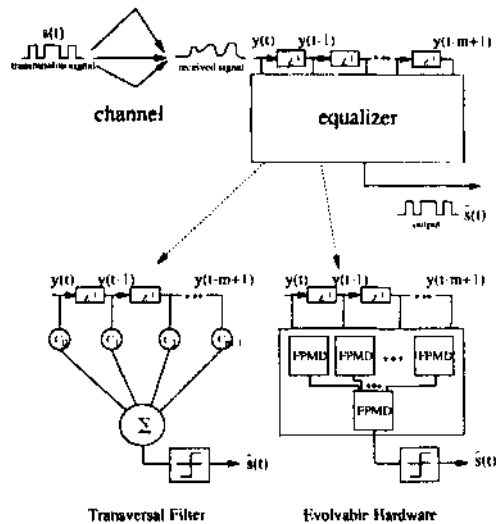 s(t)
transmission signal
received signal
y(t) y(t-1) y(t-m+1)
channel
equalizer
s̄(t)
output
y(t) y(t-1) y(t-m+1)
y(t) y(t-1) y(t-m+1)
FPMD FPMD FPMD
FPMD
Σ
ŝ(t)
ŝ(t)
Transversal Filter
Evolvable Hardware